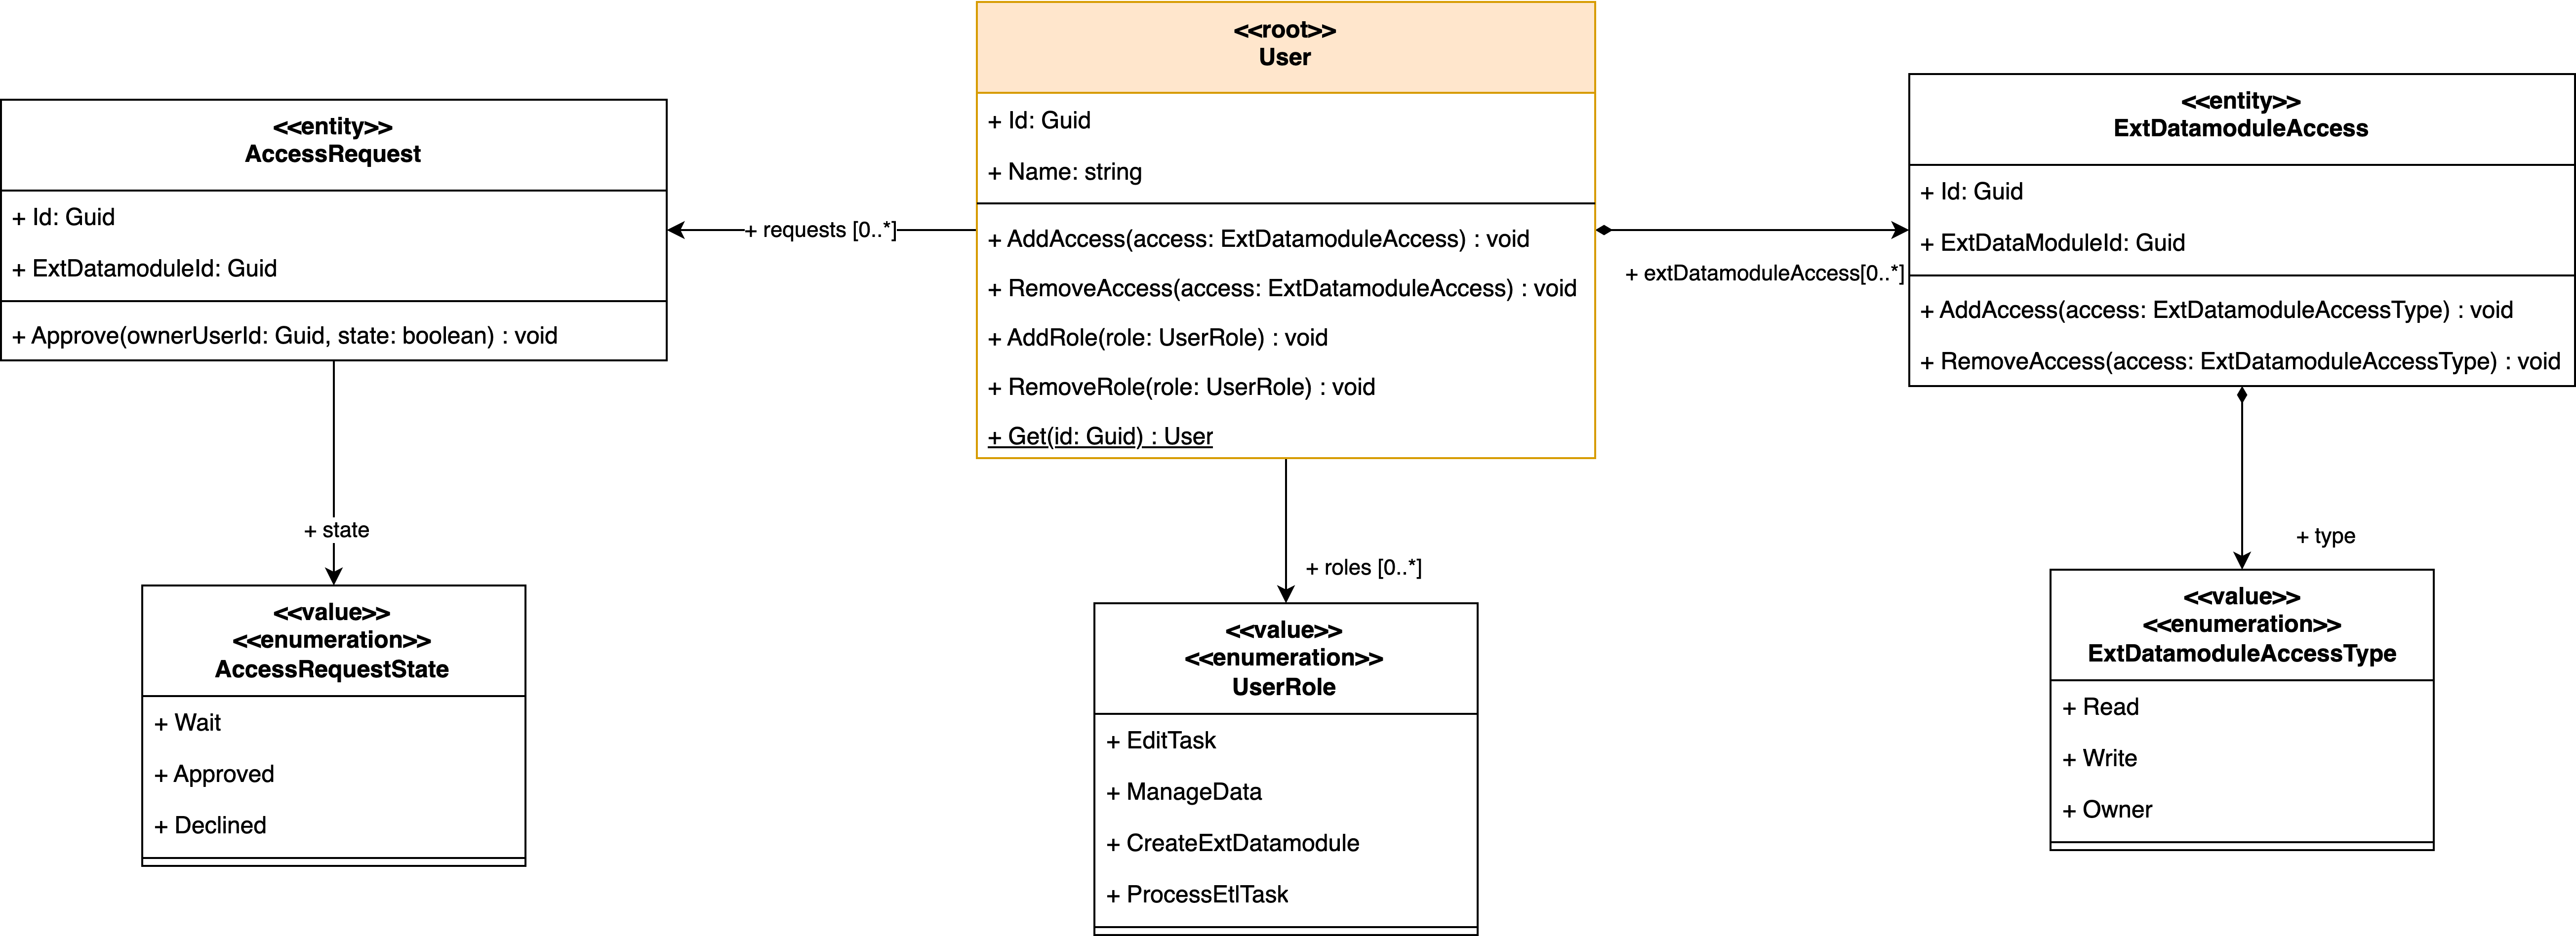 <<entity>>
AccessRequest
+ Id: Guid
+ ExtDatamoduleId: Guid
+ Approve(ownerUserId: Guid, state: boolean) : void
+ requests [0..*]
<<root>>
User
+ Id: Guid
+ Name: string
+ AddAccess(access: ExtDatamoduleAccess) : void
+ RemoveAccess(access: ExtDatamoduleAccess) : void
+ AddRole(role: UserRole) : void
+ RemoveRole(role: UserRole) : void
+ Get(id: Guid) : User
+ extDatamoduleAccess[0..*]
<<entity>>
ExtDatamoduleAccess
+ Id: Guid
+ ExtDataModuleId: Guid
+ AddAccess(access: ExtDatamoduleAccessType) : void
+ RemoveAccess(access: ExtDatamoduleAccessType) : void
+ state
<<value>>
<<enumeration>>
AccessRequestState
+ Wait
+ Approved
+ Declined
+ roles [0..*]
<<value>>
<<enumeration>>
UserRole
+ EditTask
+ ManageData
+ CreateExtDatamodule
+ ProcessEtlTask
+ type
<<value>>
<<enumeration>>
ExtDatamoduleAccessType
+ Read
+ Write
+ Owner